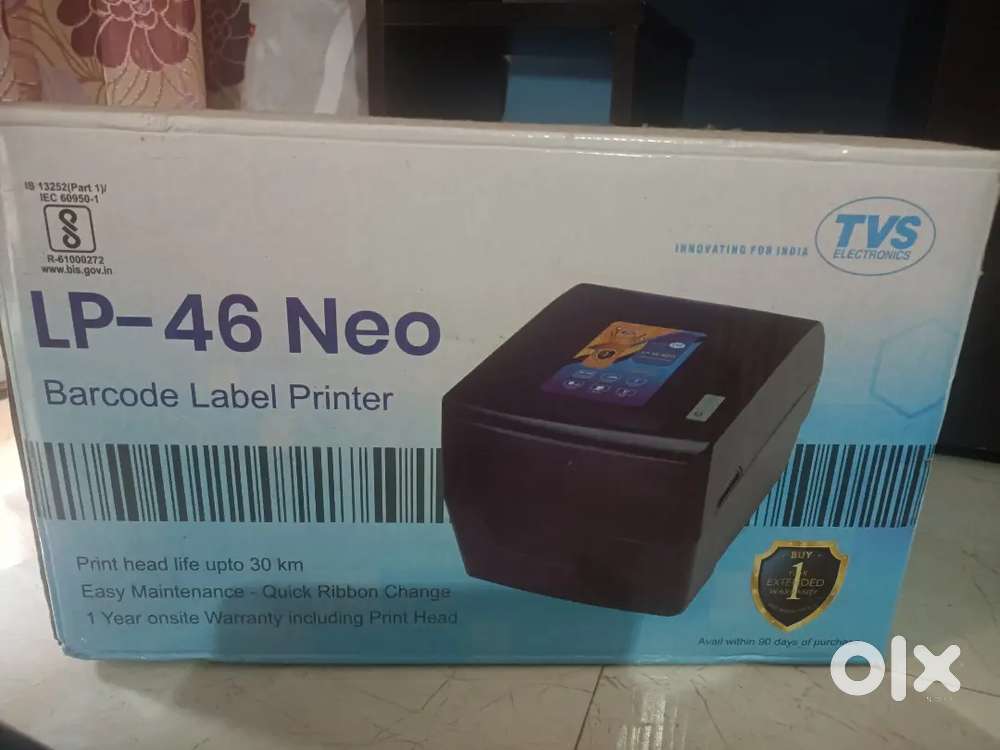 IS 13252(Part 1)/
IEC 60950-1
R-61000272
www.bis.gov.in
INNOVATING FOR INDIA
TVS
ELECTRONICS
LP-46 Neo
Barcode Label Printer
Print head life upto 30 km
Easy Maintenance - Quick Ribbon Change
1 Year onsite Warranty including Print Head
BUY
1
EXTENDED
WARRANTY
Avail within 90 days of purchase
olx